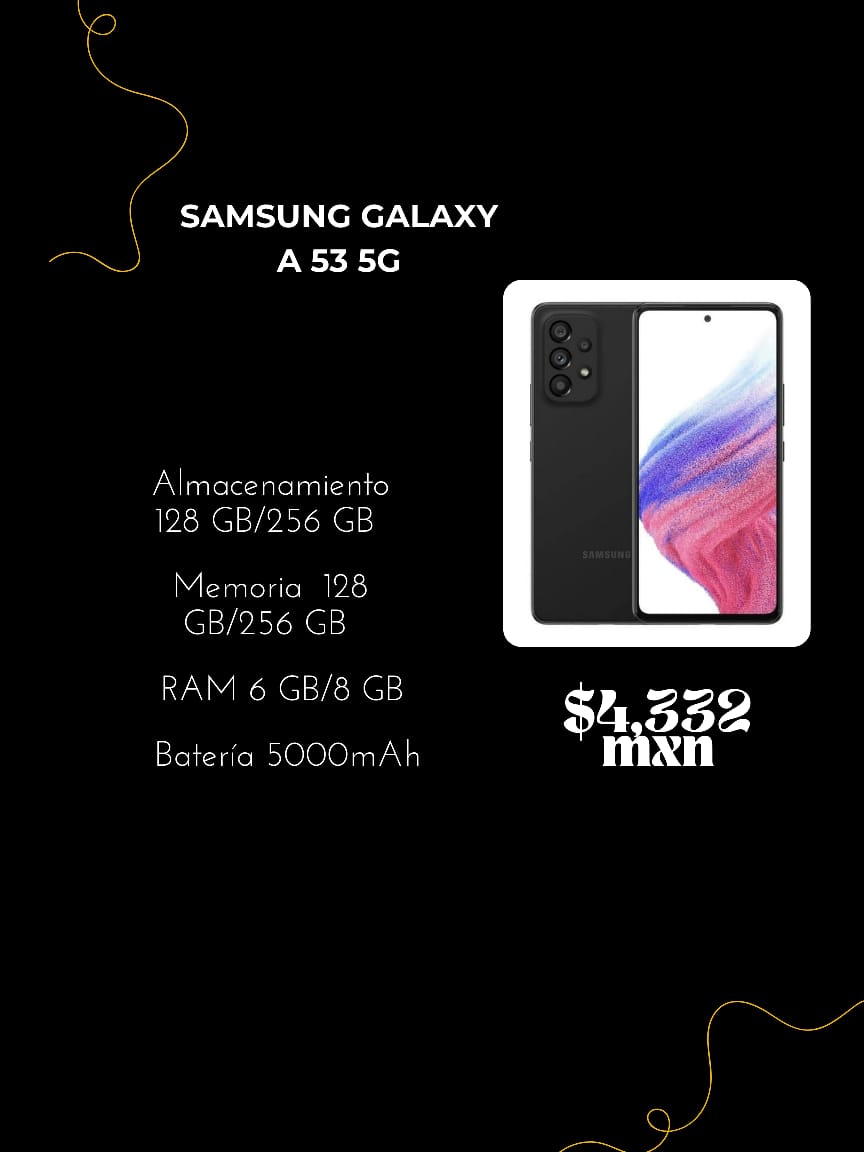 SAMSUNG GALAXY
A 53 5G
Almacenamiento
128 GB/256 GB
Memoria 128
GB/256 GB
RAM 6 GB/8 GB
Batería 5000mAh
SAMSUNG
$4,332
mxn